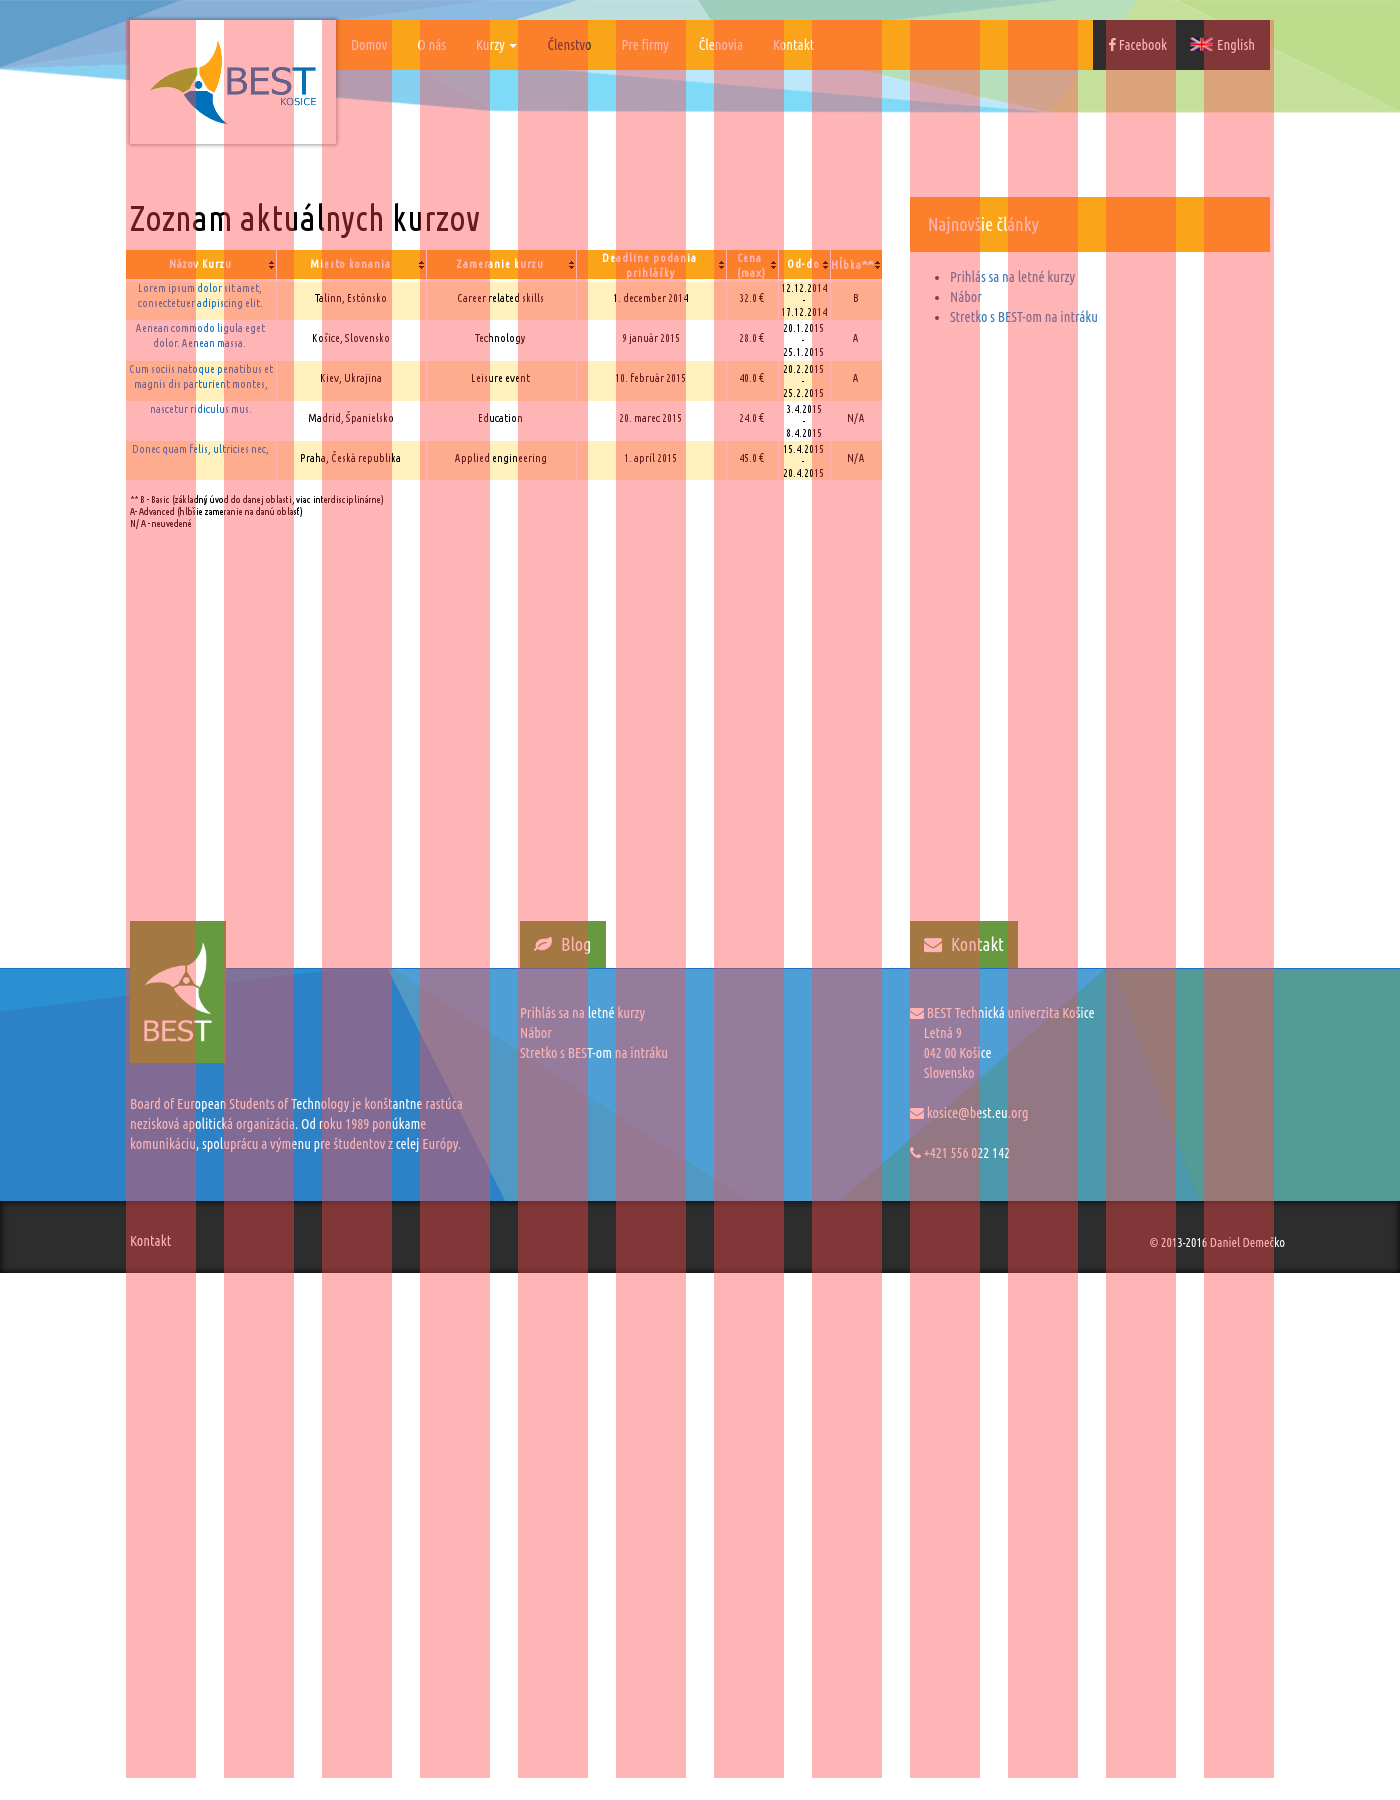 BEST
KOSICE
Domov O nás Kurzy Členstvo Pre firmy Členovia Kontakt Facebook English
Zoznam aktuálnych kurzov
Názov Kurzu Miesto konania Zameranie kurzu Deadline podania prihlášky Cena (max) Od-do Hĺbka**
Lorem ipsum dolor sit amet, consectetuer adipiscing elit. Talinn, Estónsko Career related skills 1. december 2014 32.0 € 12.12.2014 - 17.12.2014 B
Aenean commodo ligula eget dolor. Aenean massa. Košice, Slovensko Technology 9 január 2015 28.0 € 20.1.2015 - 25.1.2015 A
Cum sociis natoque penatibus et magnis dis parturient montes, Kiev, Ukrajina Leisure event 10. február 2015 40.0 € 20.2.2015 - 25.2.2015 A
nascetur ridiculus mus. Madrid, Španielsko Education 20. marec 2015 24.0 € 3.4.2015 - 8.4.2015 N/A
Donec quam felis, ultricies nec, Praha, Česká republika Applied engineering 1. apríl 2015 45.0 € 15.4.2015 - 20.4.2015 N/A
** B - Basic (základný úvod do danej oblasti, viac interdisciplinárne)
A- Advanced (hlbšie zameranie na danú oblasť)
N/ A - neuvedené
Najnovšie články
Prihlás sa na letné kurzy
Nábor
Stretko s BEST-om na intráku
BEST
Board of European Students of Technology je konštantne rastúca
nezisková apolitická organizácia. Od roku 1989 ponúkame
komunikáciu, spoluprácu a výmenu pre študentov z celej Európy.
Blog
Prihlás sa na letné kurzy
Nábor
Stretko s BEST-om na intráku
Kontakt
BEST Technická univerzita Košice
Letná 9
042 00 Košice
Slovensko
kosice@best.eu.org
+421 556 022 142
Kontakt
© 2013-2016 Daniel Demečko